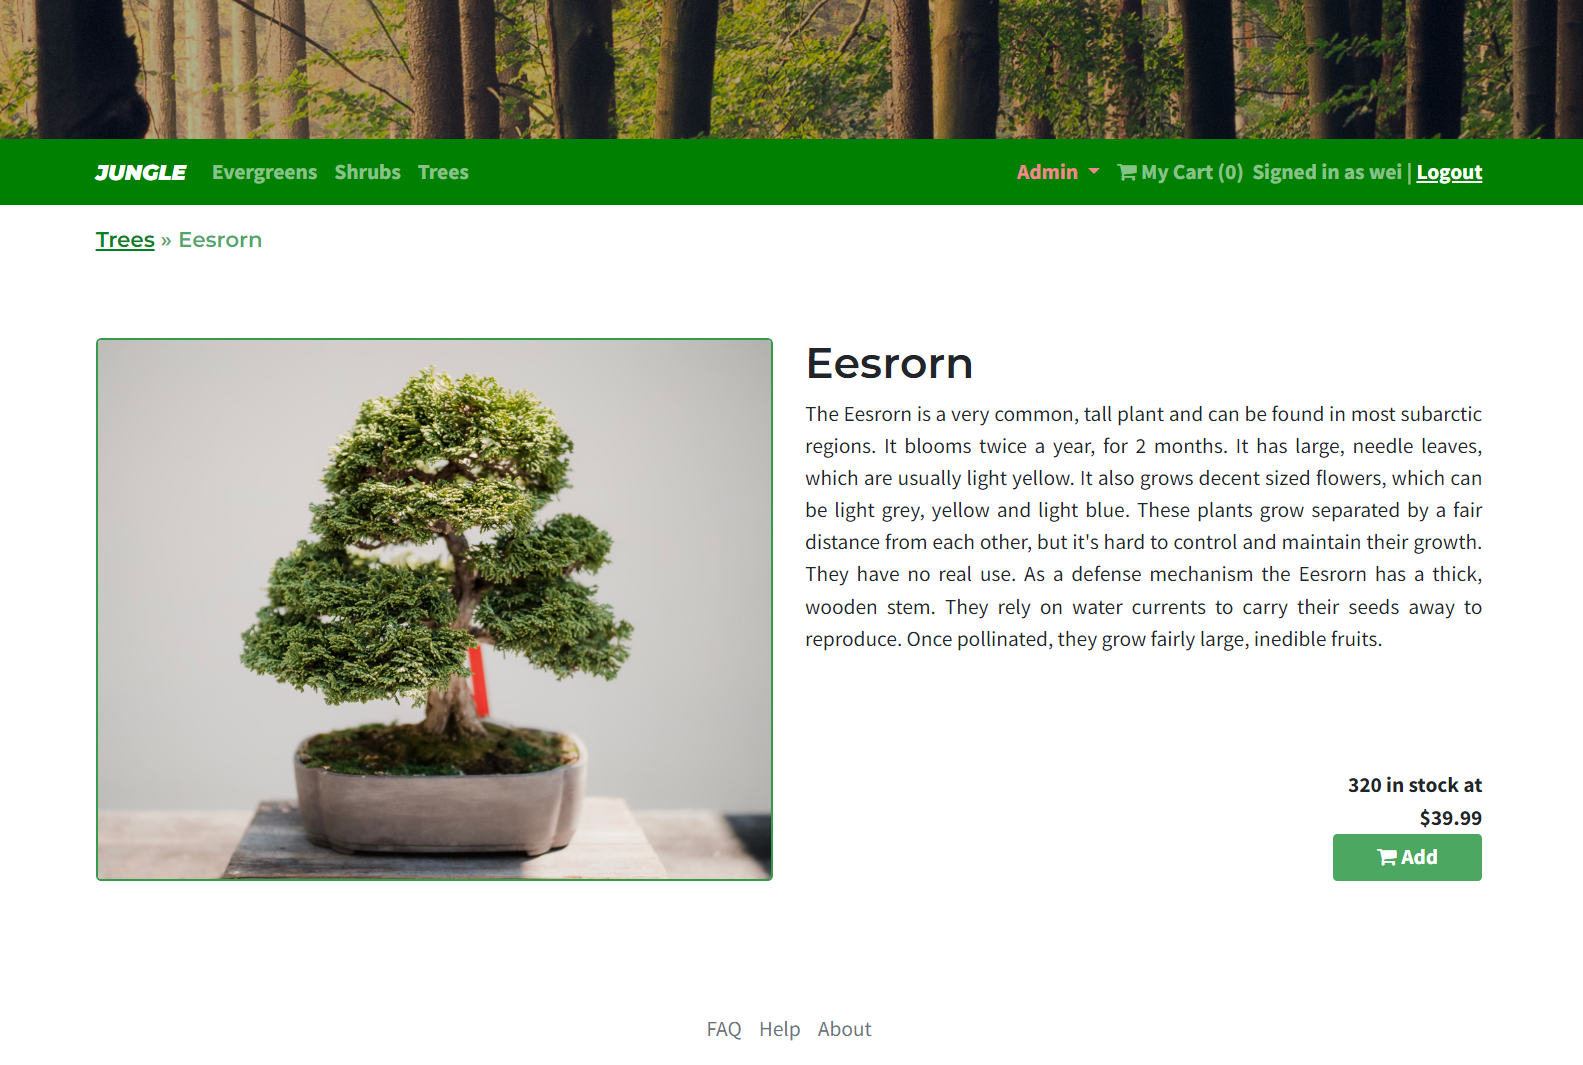 JUNGLE Evergreens Shrubs Trees Admin My Cart (0) Signed in as wei | Logout
Trees » Eesrorn
Eesrorn
The Eesrorn is a very common, tall plant and can be found in most subarctic
regions. It blooms twice a year, for 2 months. It has large, needle leaves,
which are usually light yellow. It also grows decent sized flowers, which can
be light grey, yellow and light blue. These plants grow separated by a fair
distance from each other, but it's hard to control and maintain their growth.
They have no real use. As a defense mechanism the Eesrorn has a thick,
wooden stem. They rely on water currents to carry their seeds away to
reproduce. Once pollinated, they grow fairly large, inedible fruits.
320 in stock at
$39.99
Add
FAQ Help About